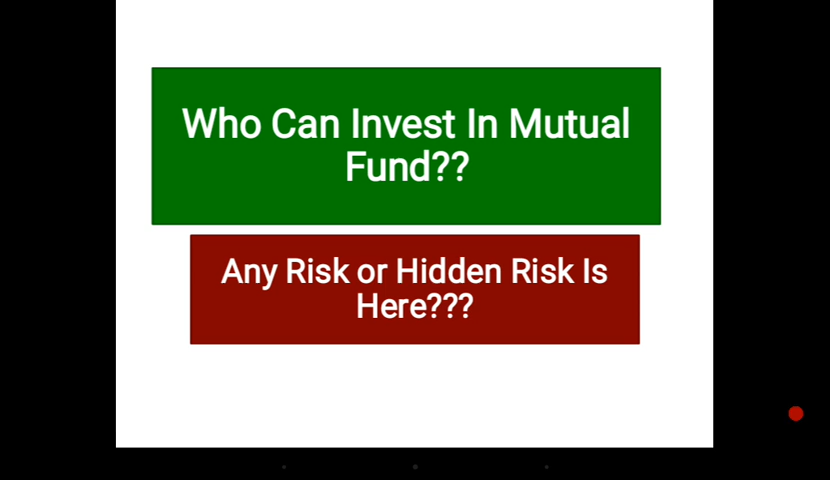 Who Can Invest In Mutual
Fund??
Any Risk or Hidden Risk Is
Here???